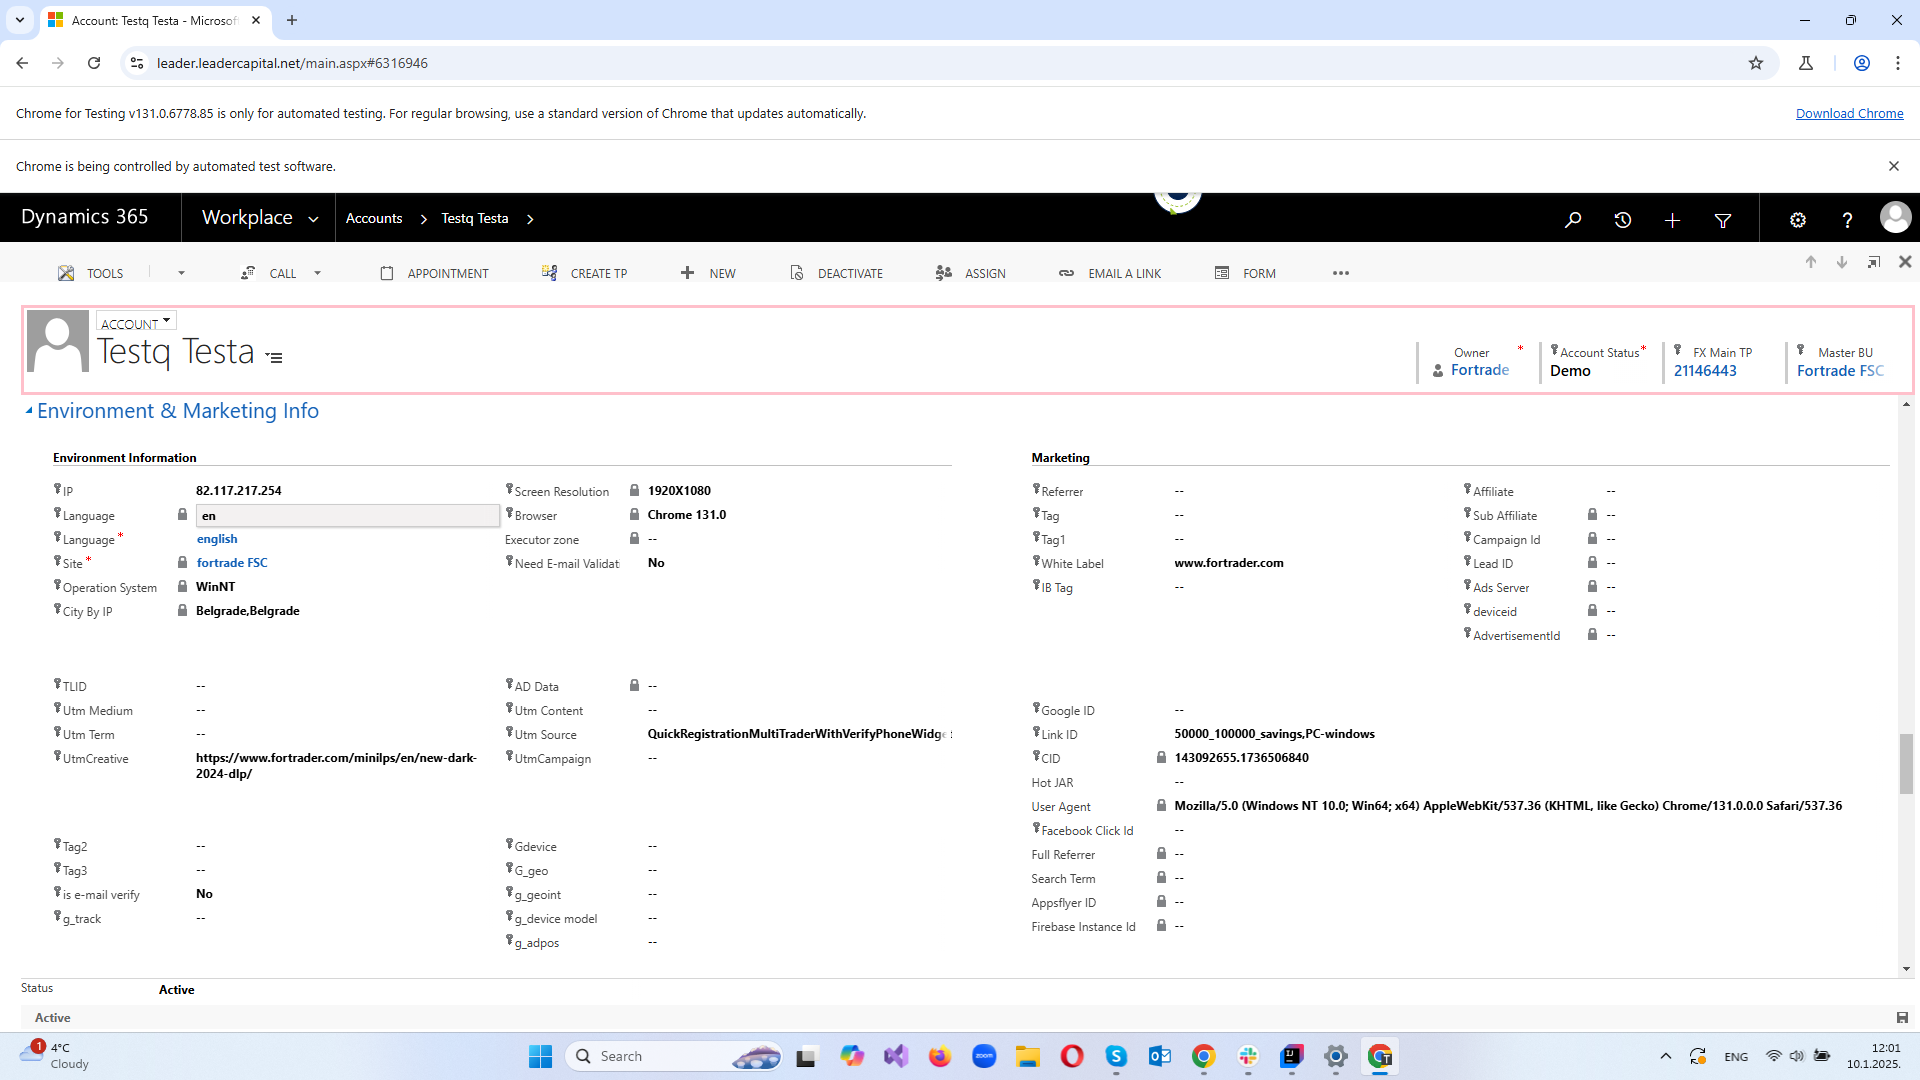 Account: Testq Testa - Microsof
leader.leadercapital.net/main.aspx#6316946
Chrome for Testing v131.0.6778.85 is only for automated testing. For regular browsing, use a standard version of Chrome that updates automatically.
Download Chrome
Chrome is being controlled by automated test software.
Dynamics 365
Workplace
Accounts
Testq Testa
TOOLS
CALL
APPOINTMENT
CREATE TP
NEW
DEACTIVATE
ASSIGN
EMAIL A LINK
FORM
ACCOUNT
Testq Testa
Owner *
Fortrade
Account Status *
Demo
FX Main TP
21146443
Master BU
Fortrade FSC
Environment & Marketing Info
Environment Information
IP 82.117.217.254
Language en
Language * english
Site * fortrade FSC
Operation System WinNT
City By IP Belgrade,Belgrade
Screen Resolution 1920X1080
Browser Chrome 131.0
Executor zone --
Need E-mail Validat No
Marketing
Referrer --
Tag --
Tag1 --
White Label www.fortrader.com
IB Tag --
Affiliate --
Sub Affiliate --
Campaign Id --
Lead ID --
Ads Server --
deviceid --
AdvertisementId --
TLID --
Utm Medium --
Utm Term --
UtmCreative https://www.fortrader.com/minilps/en/new-dark-
2024-dlp/
AD Data --
Utm Content --
Utm Source QuickRegistrationMultiTraderWithVerifyPhoneWidge
UtmCampaign --
Google ID --
Link ID 50000_100000_savings,PC-windows
CID 143092655.1736506840
Hot JAR --
User Agent Mozilla/5.0 (Windows NT 10.0; Win64; x64) AppleWebKit/537.36 (KHTML, like Gecko) Chrome/131.0.0.0 Safari/537.36
Facebook Click Id --
Full Referrer --
Search Term --
Appsflyer ID --
Firebase Instance Id --
Tag2 --
Tag3 --
is e-mail verify No
g_track --
Gdevice --
G_geo --
g_geoint --
g_device model --
g_adpos --
Status Active
Active
1
4°C
Cloudy
Search
zoom
ENG
12:01
10.1.2025.